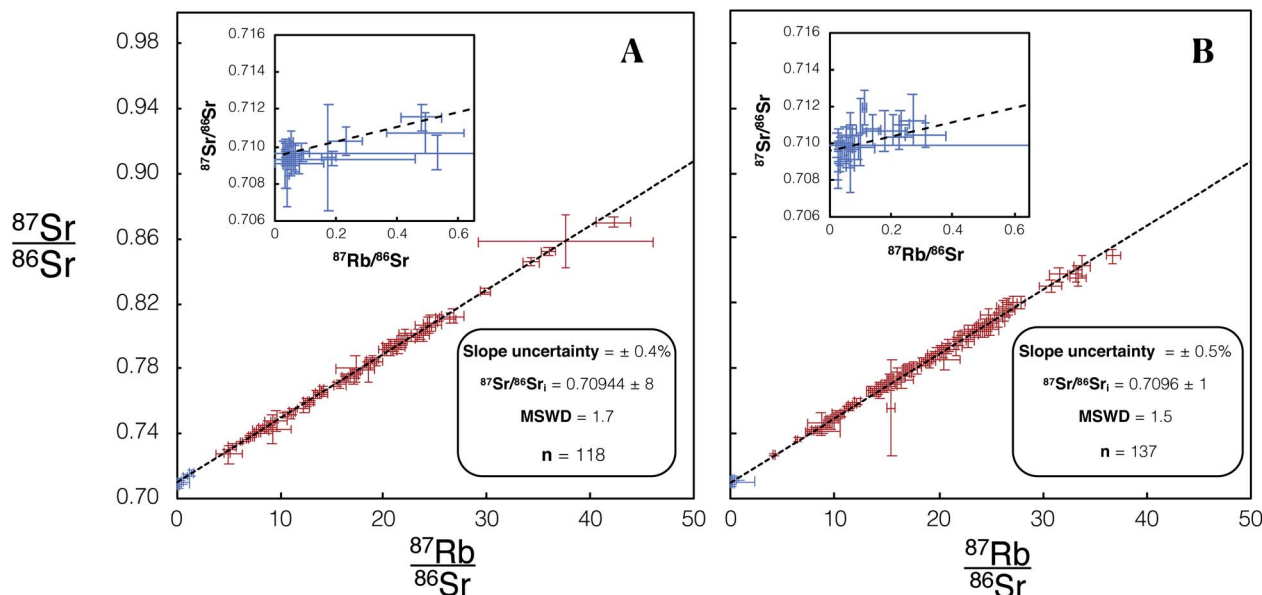 A
0.98
0.94
0.90
0.86
0.82
0.78
0.74
0.70
⁸⁷Sr
⁸⁶Sr
0.716
0.714
0.712
0.710
0.708
0.706
⁸⁷Sr/⁸⁶Sr
0 0.2 0.4 0.6
⁸⁷Rb/⁸⁶Sr
Slope uncertainty = ± 0.4%
⁸⁷Sr/⁸⁶Srᵢ = 0.70944 ± 8
MSWD = 1.7
n = 118
0 10 20 30 40 50
⁸⁷Rb
⁸⁶Sr
B
0.716
0.714
0.712
0.710
0.708
0.706
⁸⁷Sr/⁸⁶Sr
0 0.2 0.4 0.6
⁸⁷Rb/⁸⁶Sr
Slope uncertainty = ± 0.5%
⁸⁷Sr/⁸⁶Srᵢ = 0.7096 ± 1
MSWD = 1.5
n = 137
0 10 20 30 40 50
⁸⁷Rb
⁸⁶Sr